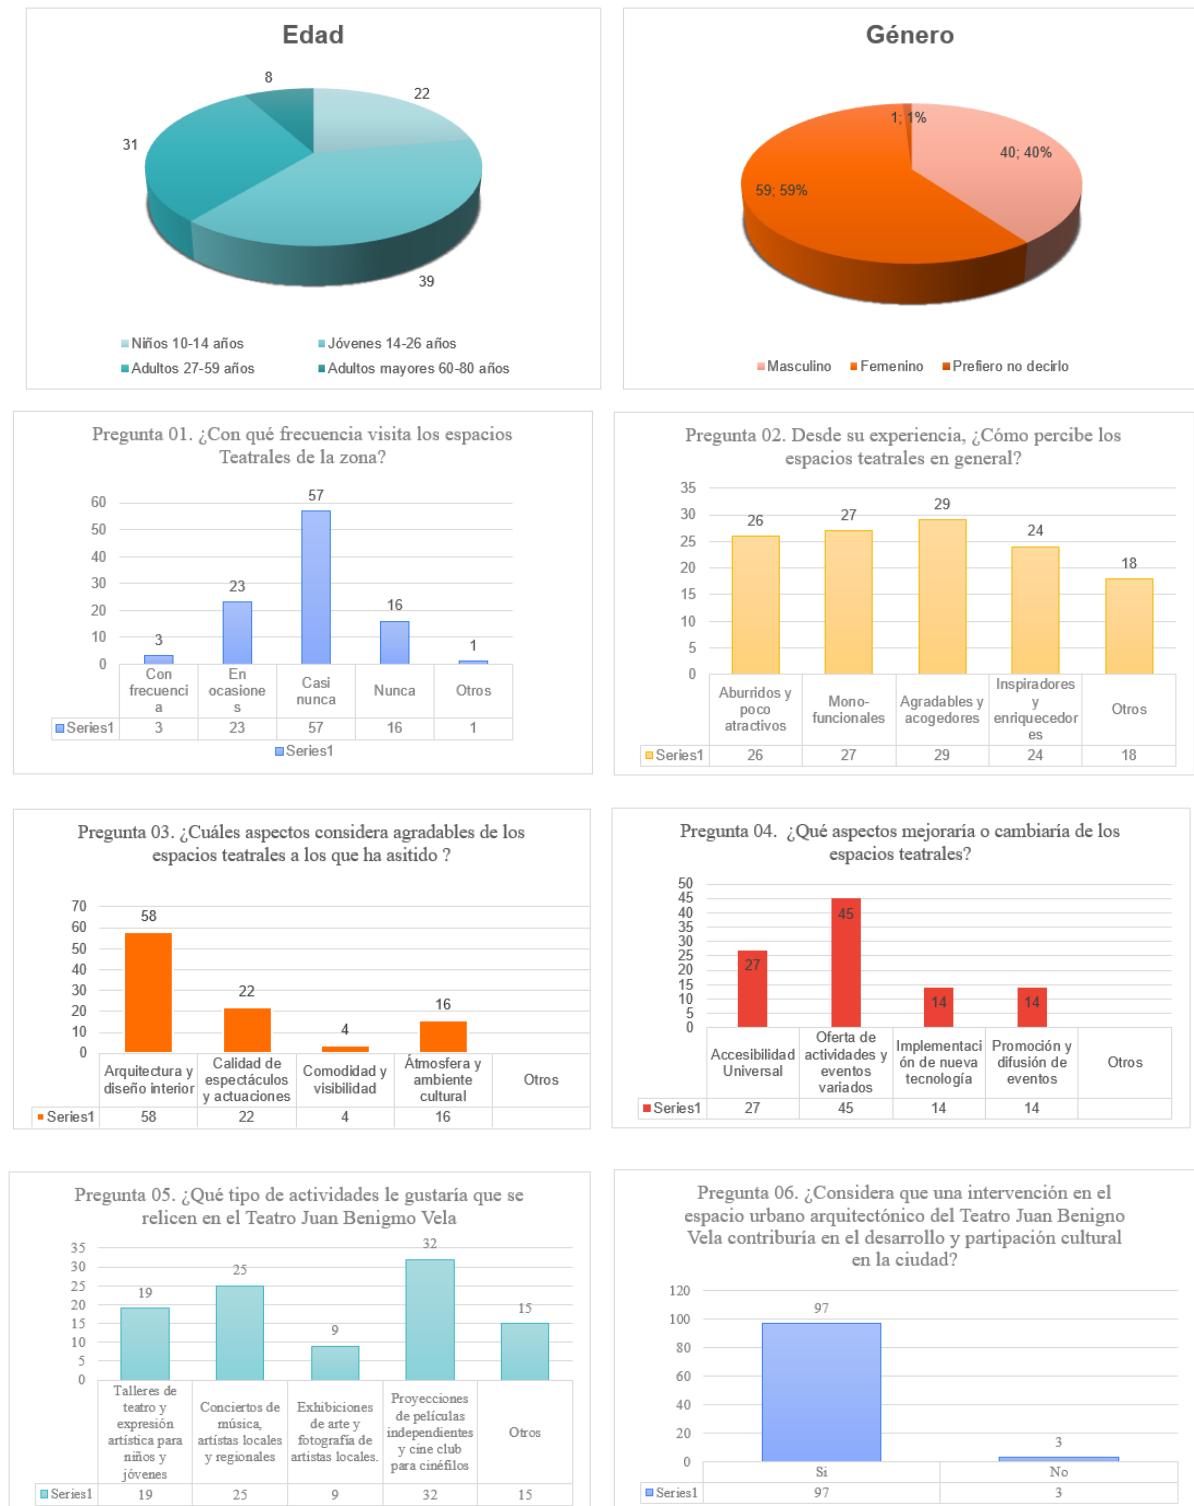 Edad
8
22
31
39
Niños 10-14 años
Jóvenes 14-26 años
Adultos 27-59 años
Adultos mayores 60-80 años
Género
1; 1%
40; 40%
59; 59%
Masculino
Femenino
Prefiero no decirlo
Pregunta 01. ¿Con qué frecuencia visita los espacios
Teatrales de la zona?
60
50
40
30
20
10
0
3
23
57
16
1
Con
frecuenci
a
En
ocasione
s
Casi
nunca
Nunca
Otros
Series1
3
23
57
16
1
Series1
Pregunta 02. Desde su experiencia, ¿Cómo percibe los
espacios teatrales en general?
35
30
25
20
15
10
5
0
26
27
29
24
18
Aburridos y
poco
atractivos
Mono-
funcionales
Agradables y
acogedores
Inspiradores
y
enriquecedor
es
Otros
Series1
26
27
29
24
18
Pregunta 03. ¿Cuáles aspectos considera agradables de los
espacios teatrales a los que ha asitido ?
70
60
50
40
30
20
10
0
58
22
4
16
Arquitectura y
diseño interior
Calidad de
espectáculos
y actuaciones
Comodidad y
visibilidad
Átmosfera y
ambiente
cultural
Otros
Series1
58
22
4
16
Pregunta 04. ¿Qué aspectos mejoraría o cambiaría de los
espacios teatrales?
50
45
40
35
30
25
20
15
10
5
0
27
45
14
14
Accesibilidad
Universal
Oferta de
actividades y
eventos
variados
Implementaci
ón de nueva
tecnología
Promoción y
difusión de
eventos
Otros
Series1
27
45
14
14
Pregunta 05. ¿Qué tipo de actividades le gustaría que se
relicen en el Teatro Juan Benigmo Vela
35
30
25
20
15
10
5
0
19
25
9
32
15
Talleres de
teatro y
expresión
artística para
niños y
jóvenes
Conciertos de
música,
artístas locales
y regionales
Exhibiciones
de arte y
fotografía de
artistas locales.
Proyecciones
de películas
independientes
y cine club
para cinéfilos
Otros
Series1
19
25
9
32
15
Pregunta 06. ¿Considera que una intervención en el
espacio urbano arquitectónico del Teatro Juan Benigno
Vela contriburía en el desarrollo y partipación cultural
en la ciudad?
120
100
80
60
40
20
0
97
3
Si
No
Series1
97
3